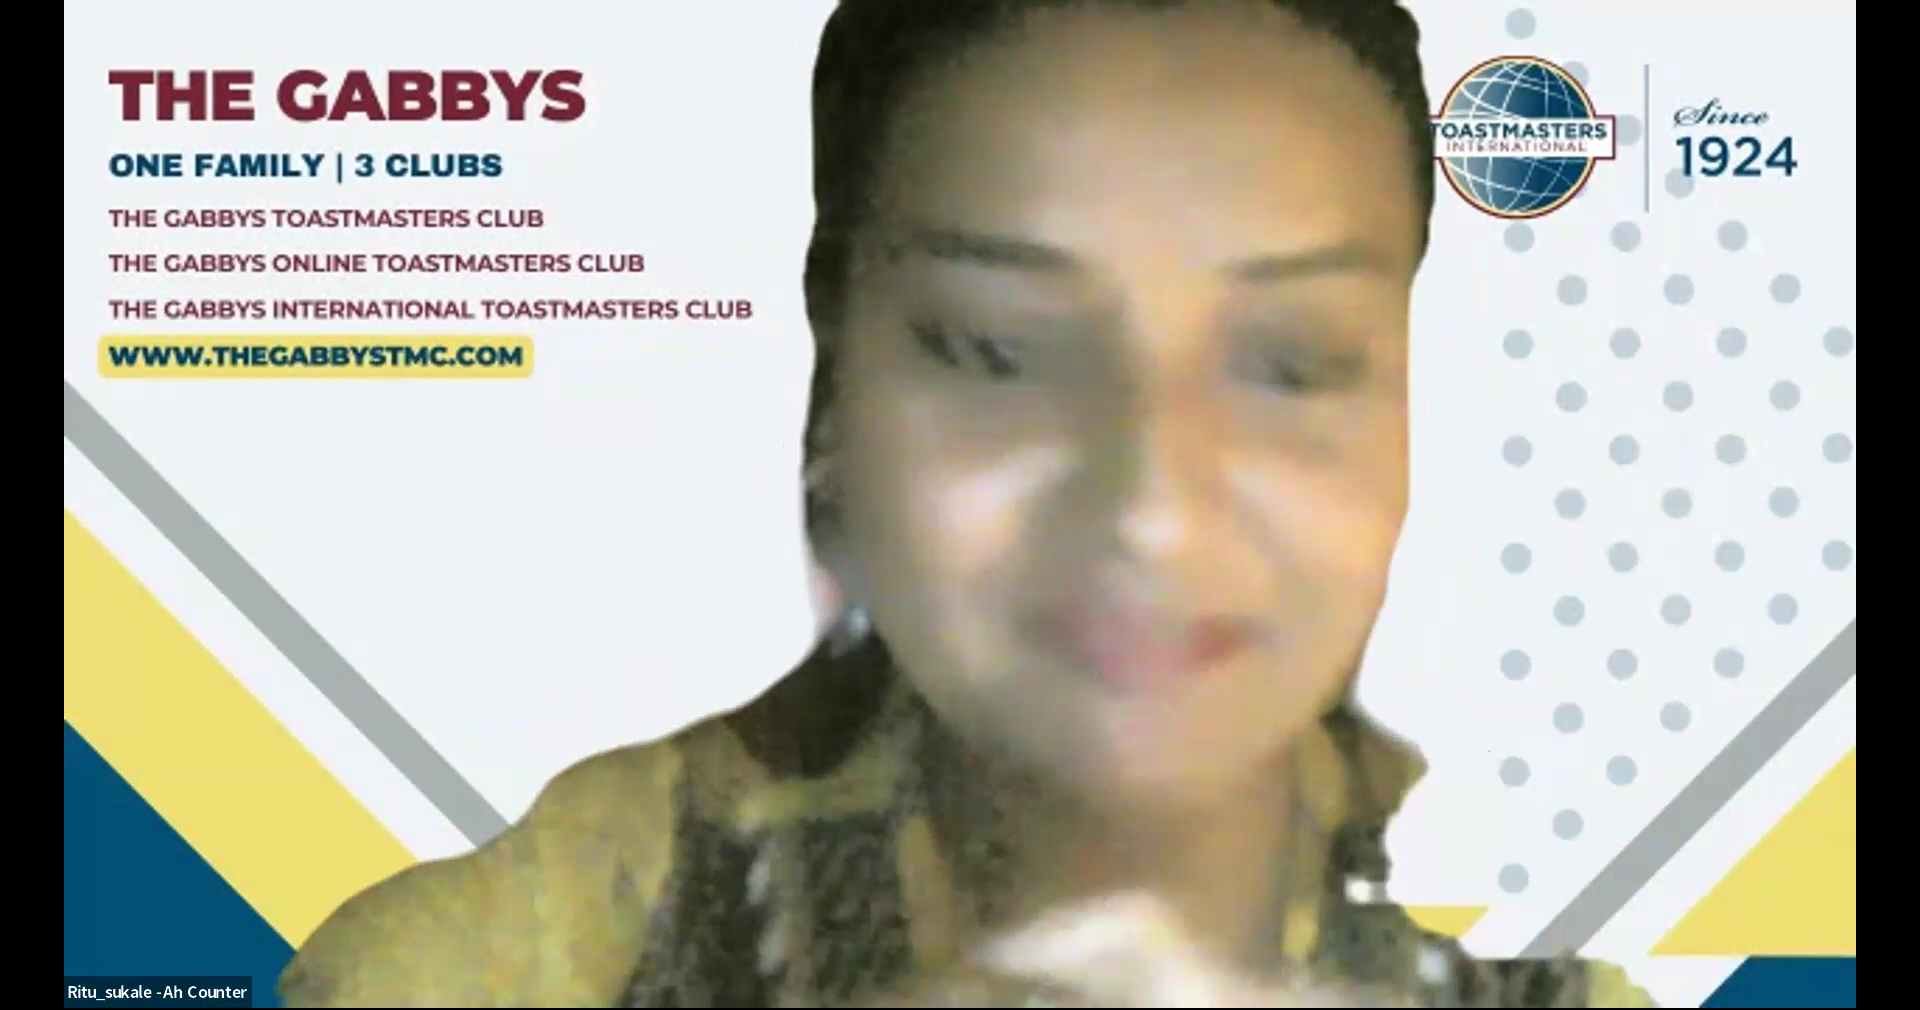 THE GABBYS
ONE FAMILY | 3 CLUBS
THE GABBYS TOASTMASTERS CLUB
THE GABBYS ONLINE TOASTMASTERS CLUB
THE GABBYS INTERNATIONAL TOASTMASTERS CLUB
WWW.THEGABBYSTMC.COM
TOASTMASTERS
INTERNATIONAL
Since
1924
Ritu_sukale -Ah Counter